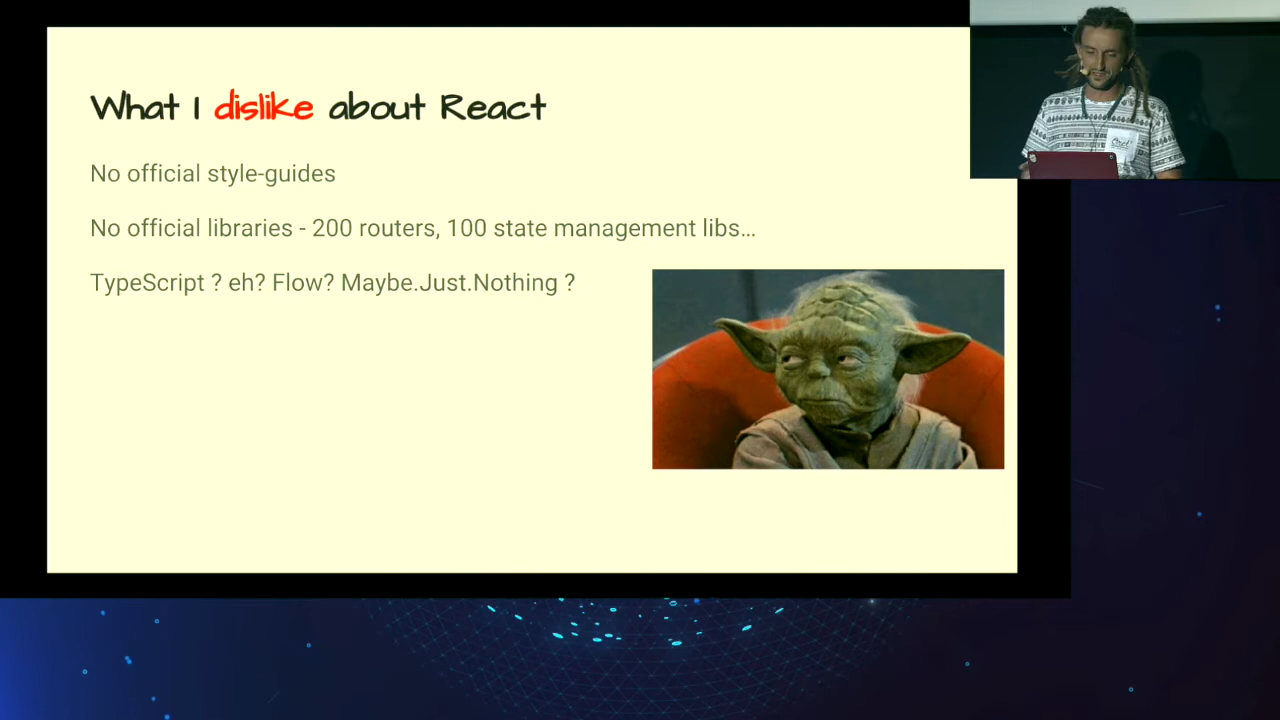 What I dislike about React
No official style-guides
No official libraries - 200 routers, 100 state management libs...
TypeScript ? eh? Flow? Maybe.Just.Nothing ?